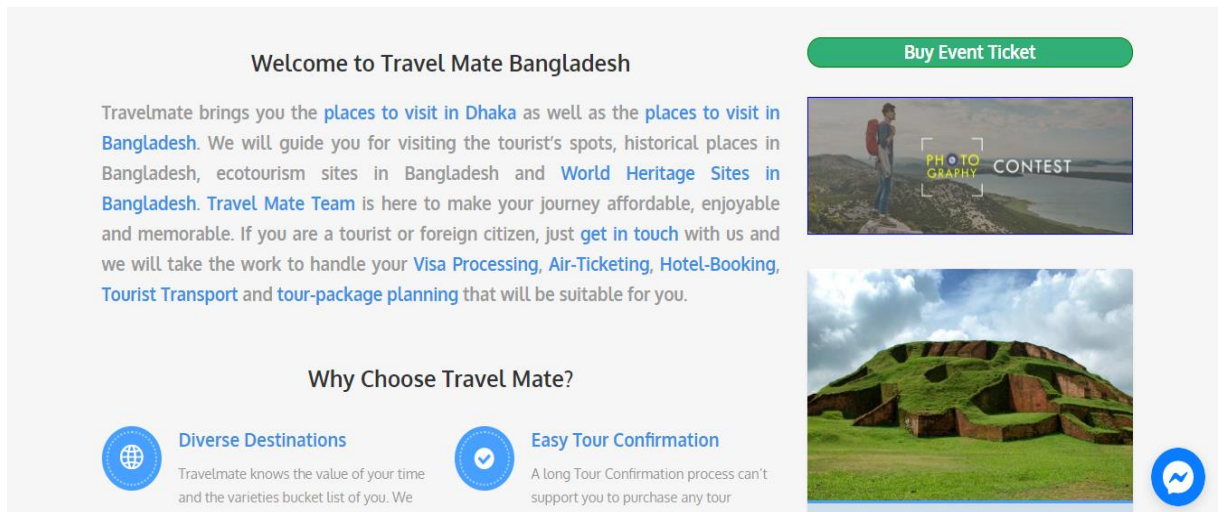 Welcome to Travel Mate Bangladesh
Travelmate brings you the places to visit in Dhaka as well as the places to visit in
Bangladesh. We will guide you for visiting the tourist's spots, historical places in
Bangladesh, ecotourism sites in Bangladesh and World Heritage Sites in
Bangladesh. Travel Mate Team is here to make your journey affordable, enjoyable
and memorable. If you are a tourist or foreign citizen, just get in touch with us and
we will take the work to handle your Visa Processing, Air-Ticketing, Hotel-Booking,
Tourist Transport and tour-package planning that will be suitable for you.
Why Choose Travel Mate?
Diverse Destinations
Travelmate knows the value of your time
and the varieties bucket list of you. We
Easy Tour Confirmation
A long Tour Confirmation process can't
support you to purchase any tour
Buy Event Ticket
PHOTO
GRAPHY CONTEST